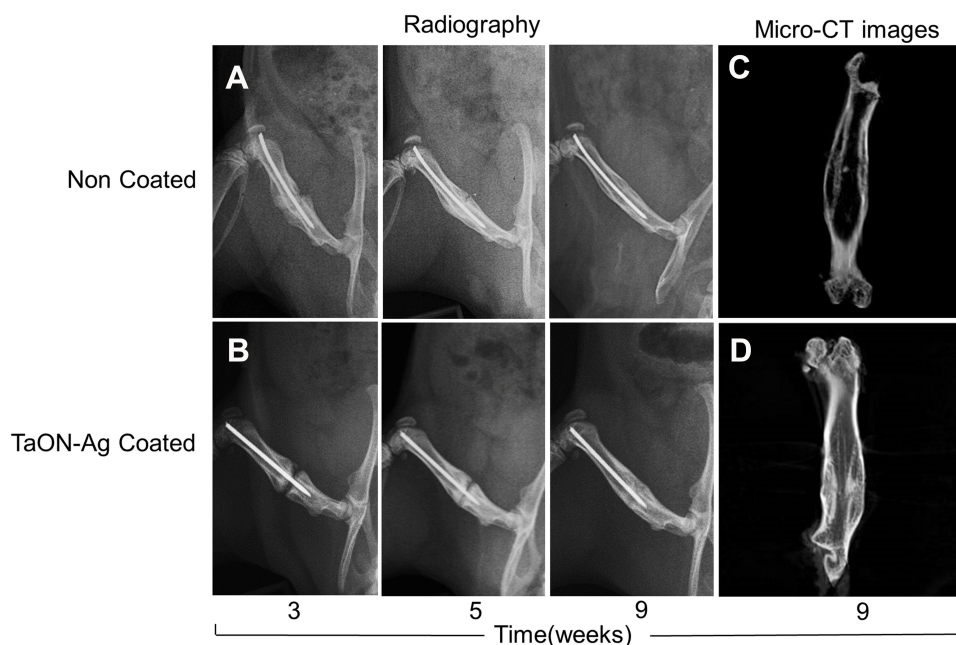 Radiography
Micro-CT images
A
C
Non Coated
B
D
TaON-Ag Coated
3
5
9
9
Time(weeks)